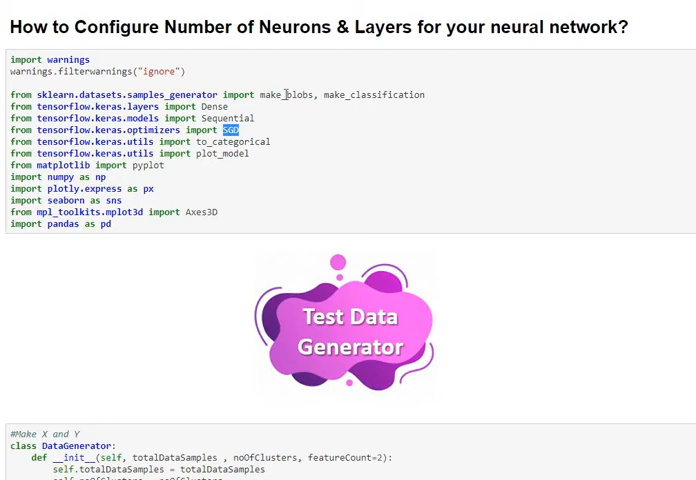 How to Configure Number of Neurons & Layers for your neural network?
import warnings
warnings.filterwarnings("ignore")
from sklearn.datasets.samples_generator import make_blobs, make_classification
from tensorflow.keras.layers import Dense
from tensorflow.keras.models import Sequential
from tensorflow.keras.optimizers import SGD
from tensorflow.keras.utils import to_categorical
from tensorflow.keras.utils import plot_model
from matplotlib import pyplot
import numpy as np
import plotly.express as px
import seaborn as sns
from mpl_toolkits.mplot3d import Axes3D
import pandas as pd
Test Data
Generator
#Make X and Y
class DataGenerator:
def __init__(self, totalDataSamples , noOfClusters, featureCount=2):
self.totalDataSamples = totalDataSamples